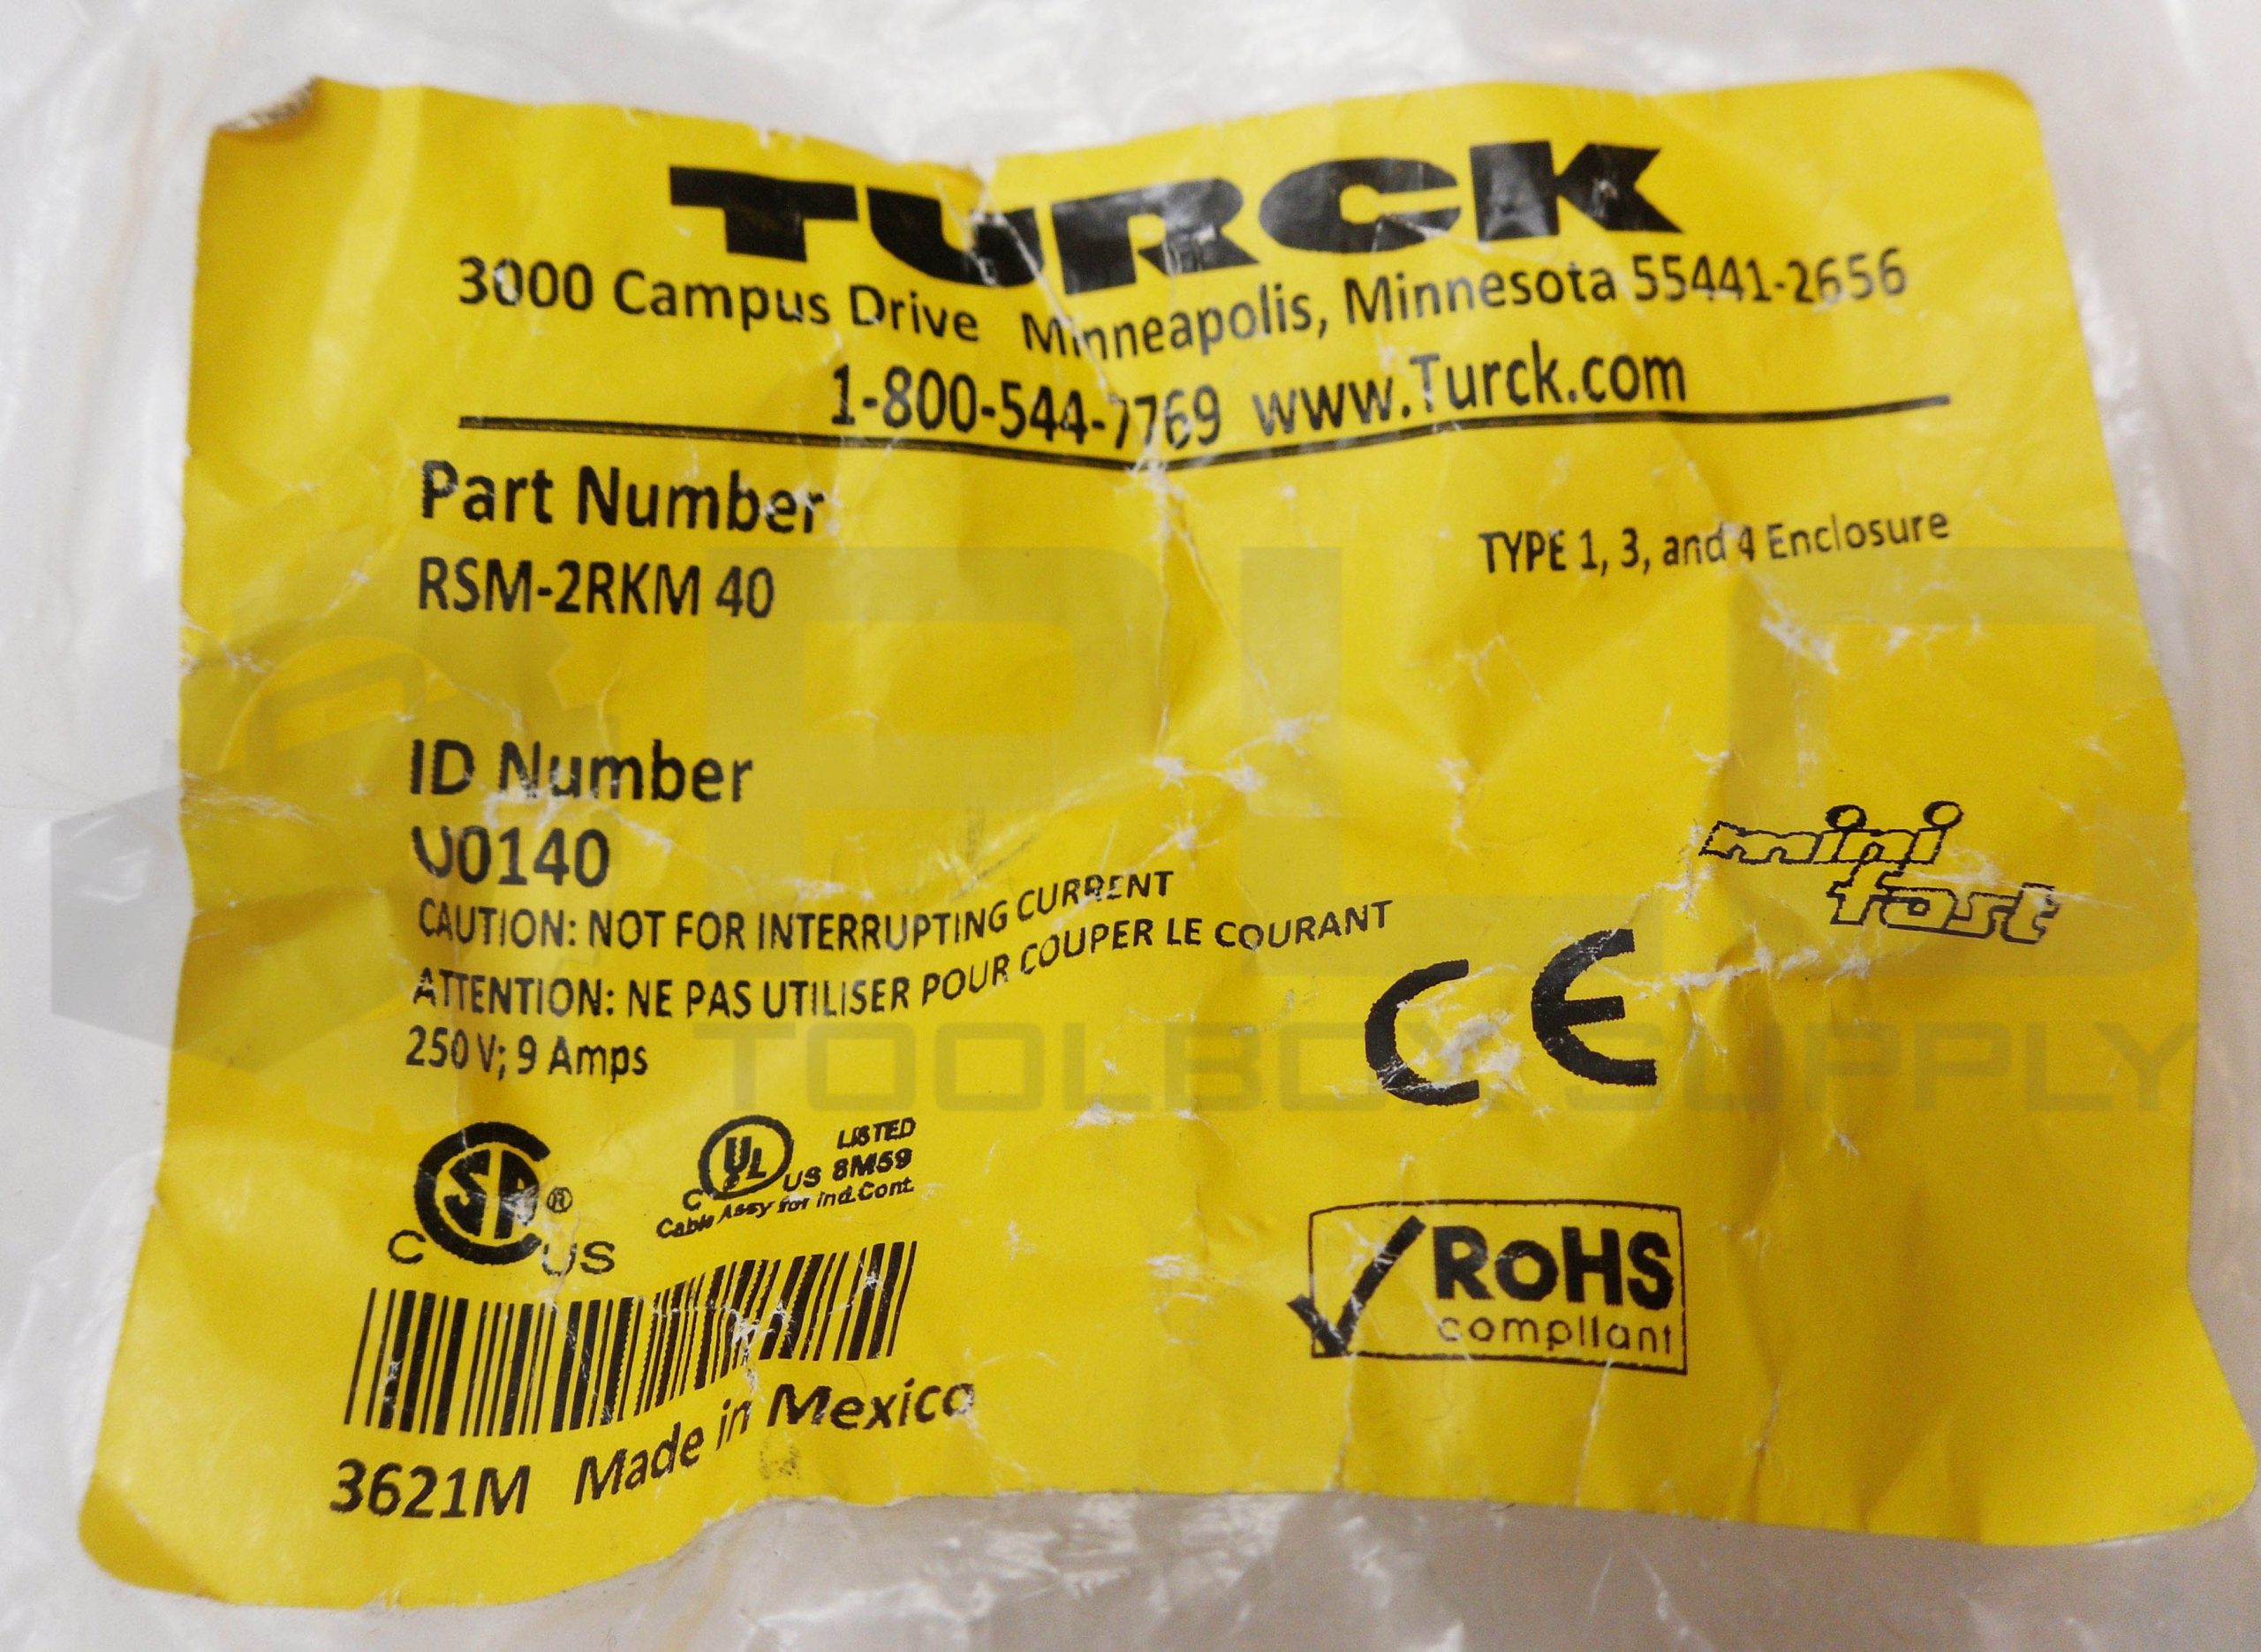 TURCK
3000 Campus Drive Minneapolis, Minnesota 55441-2656
1-800-544-7769 www.Turck.com
Part Number
RSM-2RKM 40
TYPE 1, 3, and 4 Enclosure
ID Number
U0140
CAUTION: NOT FOR INTERRUPTING CURRENT
ATTENTION: NE PAS UTILISER POUR COUPER LE COURANT
250 V; 9 Amps
mini
fast
CE
CSA®
C US
UL LISTED
C US 8M59
Cable Assy for Ind.Cont.
RoHS
compliant
3621M Made in Mexico
PLC
TOOLBOX SUPPLY